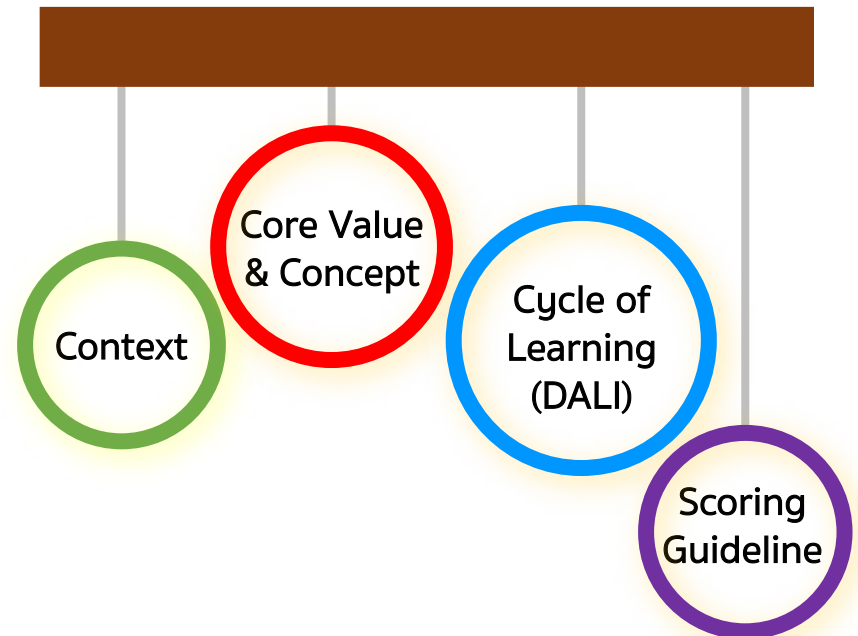 Context
Core Value
& Concept
Cycle of
Learning
(DALI)
Scoring
Guideline